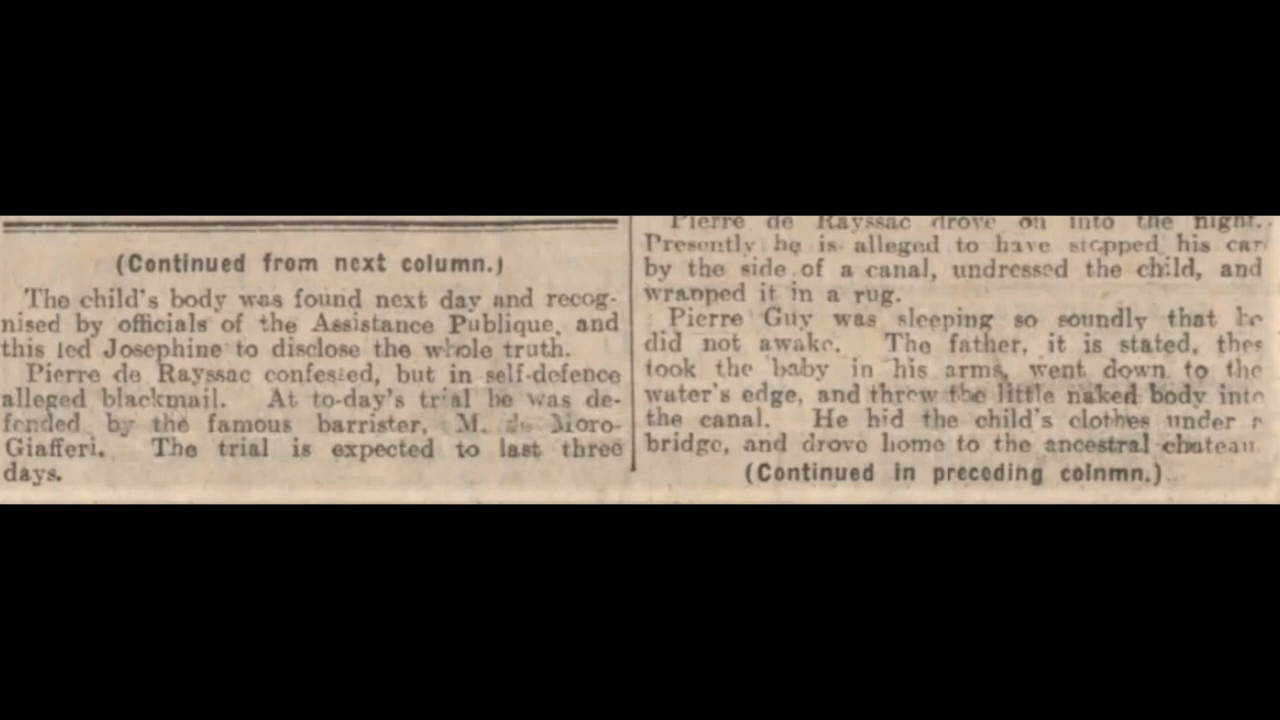 (Continued from next column.)
The child's body was found next day and recog-
nised by officials of the Assistance Publique, and
this led Josephine to disclose the whole truth.
Pierre de Rayssac confessed, but in self-defence
alleged blackmail. At to-day's trial he was de-
fended by the famous barrister, M. de Moro-
Giafferi. The trial is expected to last three
days.
Pierre de Rayssac drove on into the night.
Presently he is alleged to have stopped his car
by the side of a canal, undressed the child, and
wrapped it in a rug.
Pierre Guy was sleeping so soundly that he
did not awake. The father, it is stated, then
took the baby in his arms, went down to the
water's edge, and threw the little naked body into
the canal. He hid the child's clothes under a
bridge, and drove home to the ancestral chateau.
(Continued in preceding colnmn.)